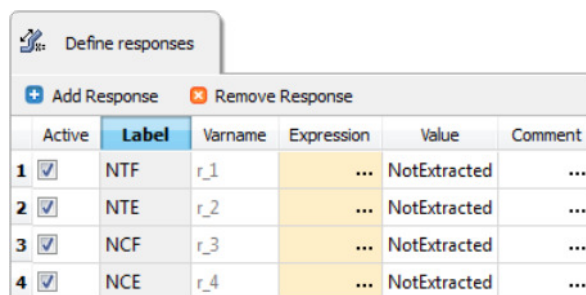 Define responses
Add Response Remove Response
Active Label Varname Expression Value Comment
1 NTF r_1 ... NotExtracted ...
2 NTE r_2 ... NotExtracted ...
3 NCF r_3 ... NotExtracted ...
4 NCE r_4 ... NotExtracted ...